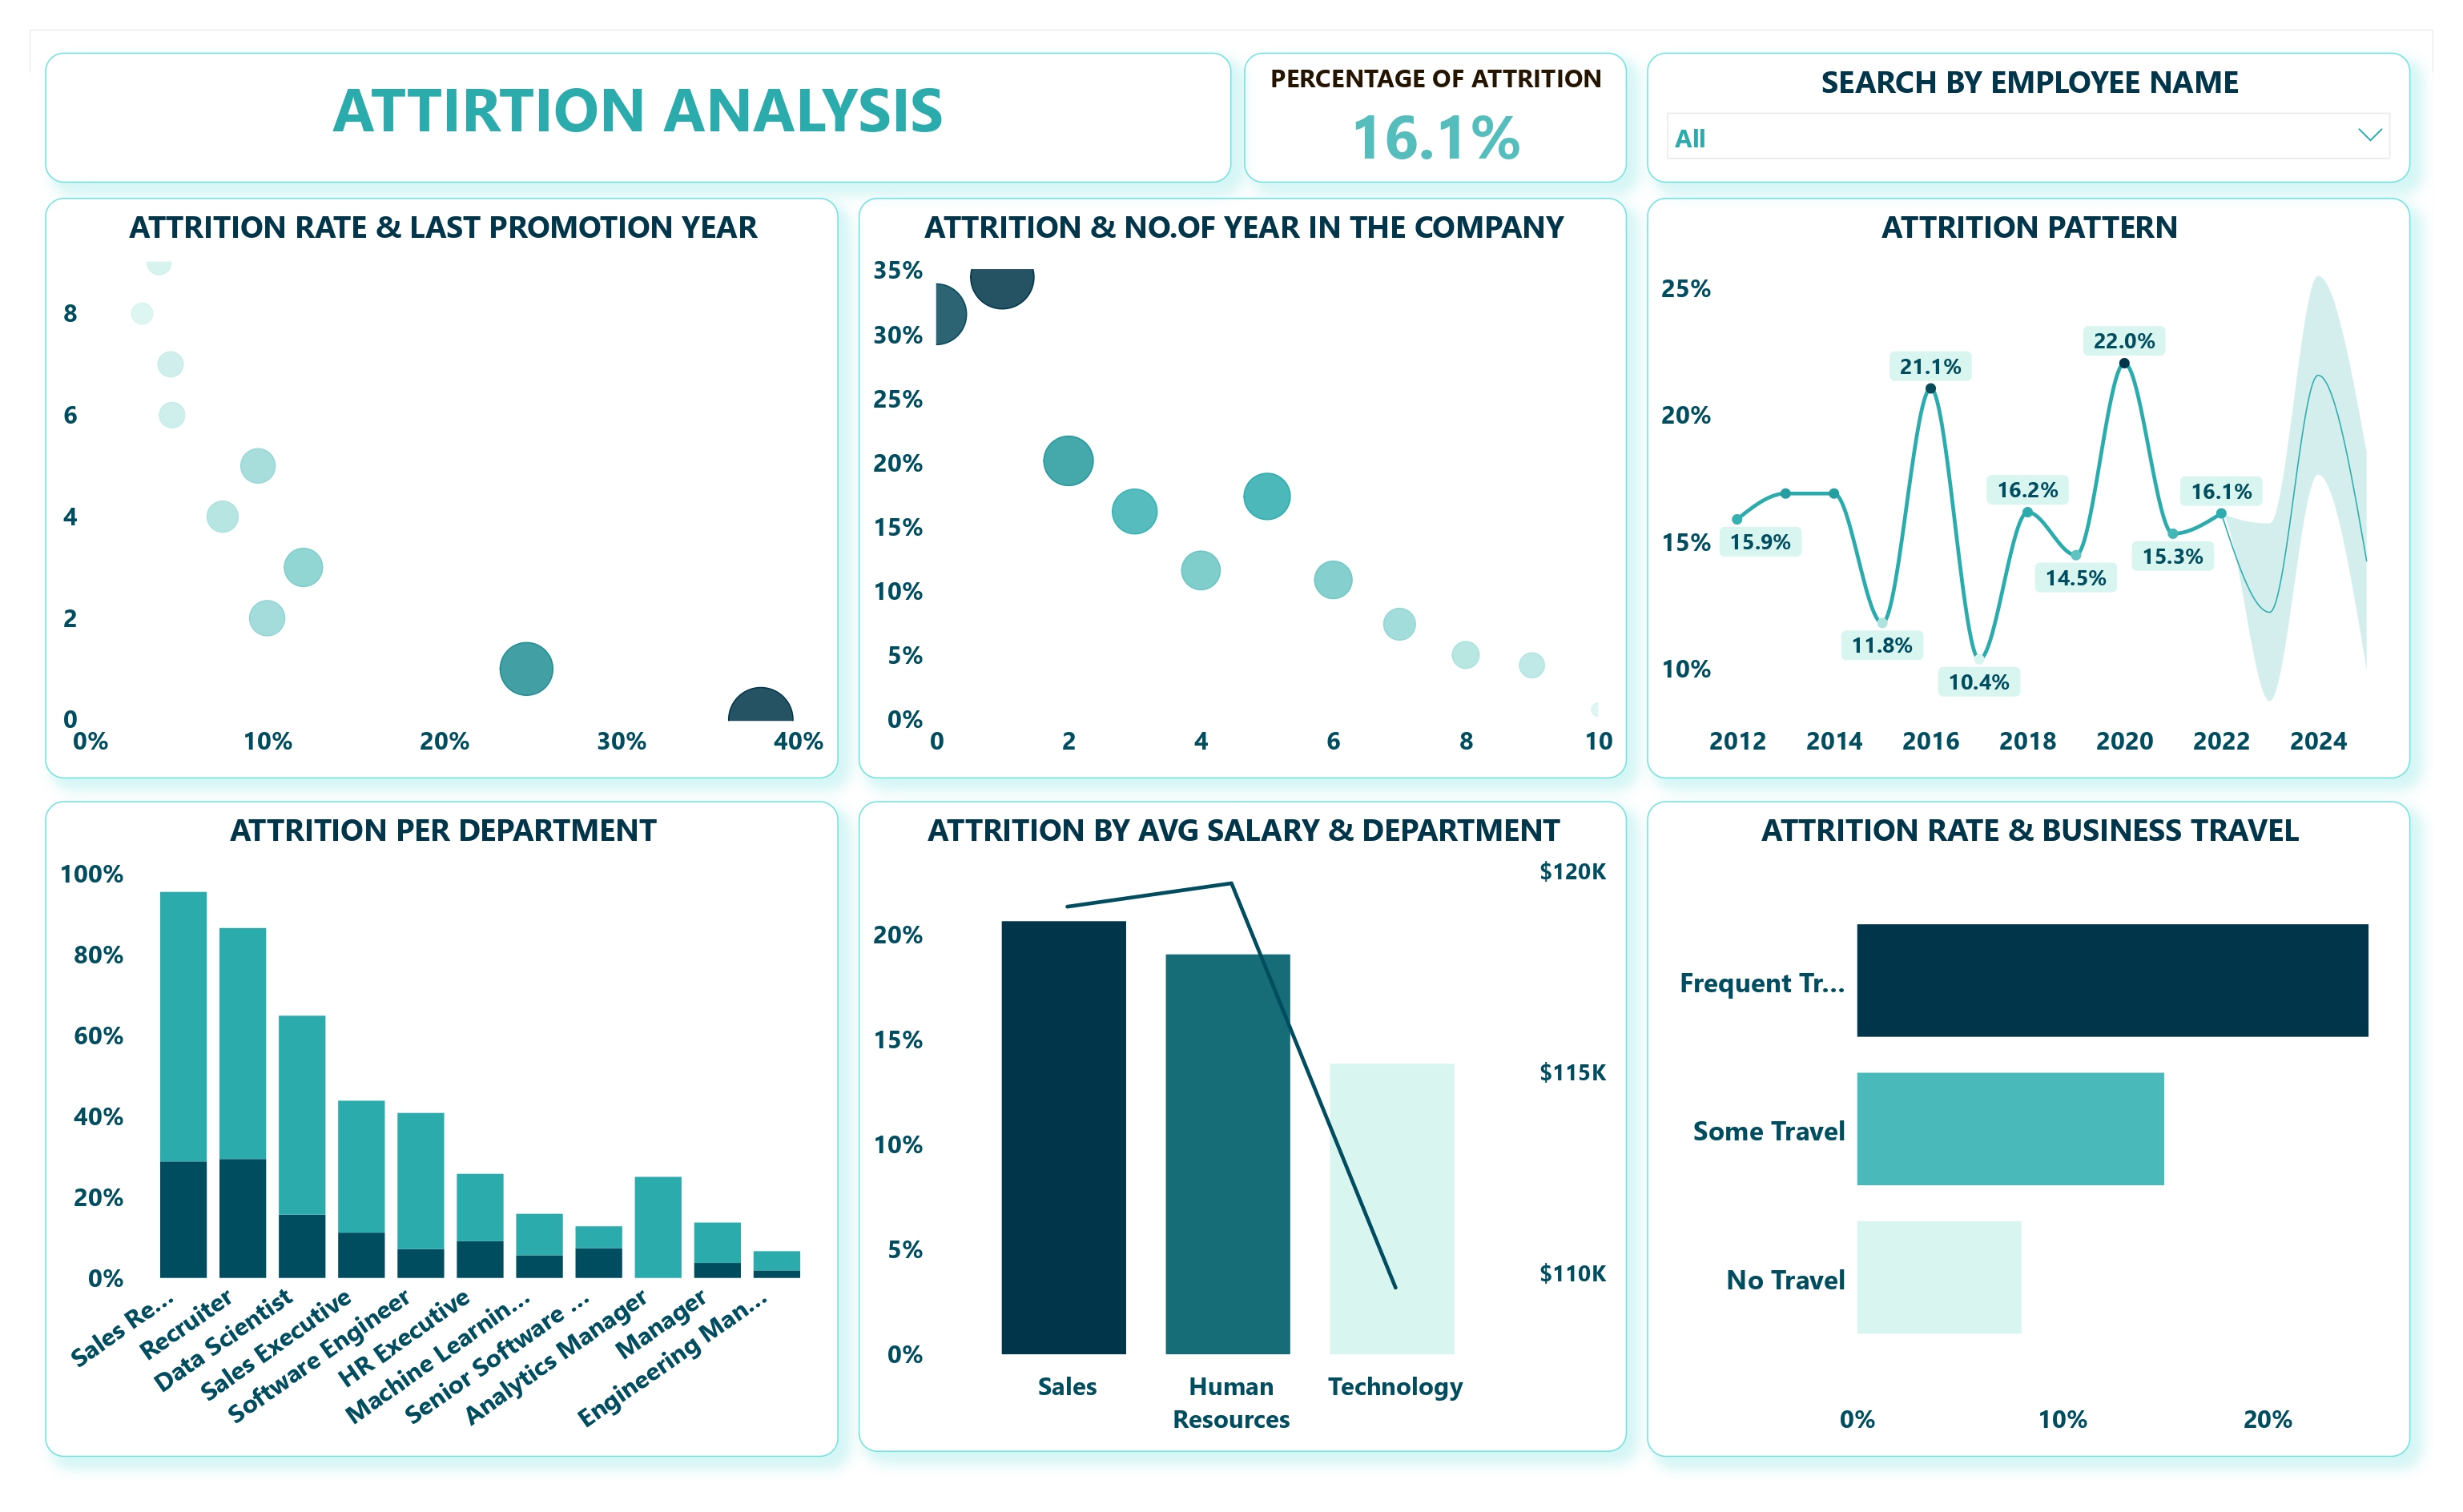 ATTIRTION ANALYSIS
PERCENTAGE OF ATTRITION
16.1%
SEARCH BY EMPLOYEE NAME
All
ATTRITION RATE & LAST PROMOTION YEAR
8
6
4
2
0
0% 10% 20% 30% 40%
ATTRITION & NO.OF YEAR IN THE COMPANY
35%
30%
25%
20%
15%
10%
5%
0%
0 2 4 6 8 10
ATTRITION PATTERN
25%
20%
15%
10%
15.9%
11.8%
21.1%
10.4%
16.2%
14.5%
22.0%
15.3%
16.1%
2012 2014 2016 2018 2020 2022 2024
ATTRITION PER DEPARTMENT
100%
80%
60%
40%
20%
0%
Sales Re...
Recruiter
Data Scientist
Sales Executive
Software Engineer
HR Executive
Machine Learnin...
Senior Software ...
Analytics Manager
Manager
Engineering Man...
ATTRITION BY AVG SALARY & DEPARTMENT
20%
15%
10%
5%
0%
$120K
$115K
$110K
Sales
Human
Resources
Technology
ATTRITION RATE & BUSINESS TRAVEL
Frequent Tr...
Some Travel
No Travel
0% 10% 20%